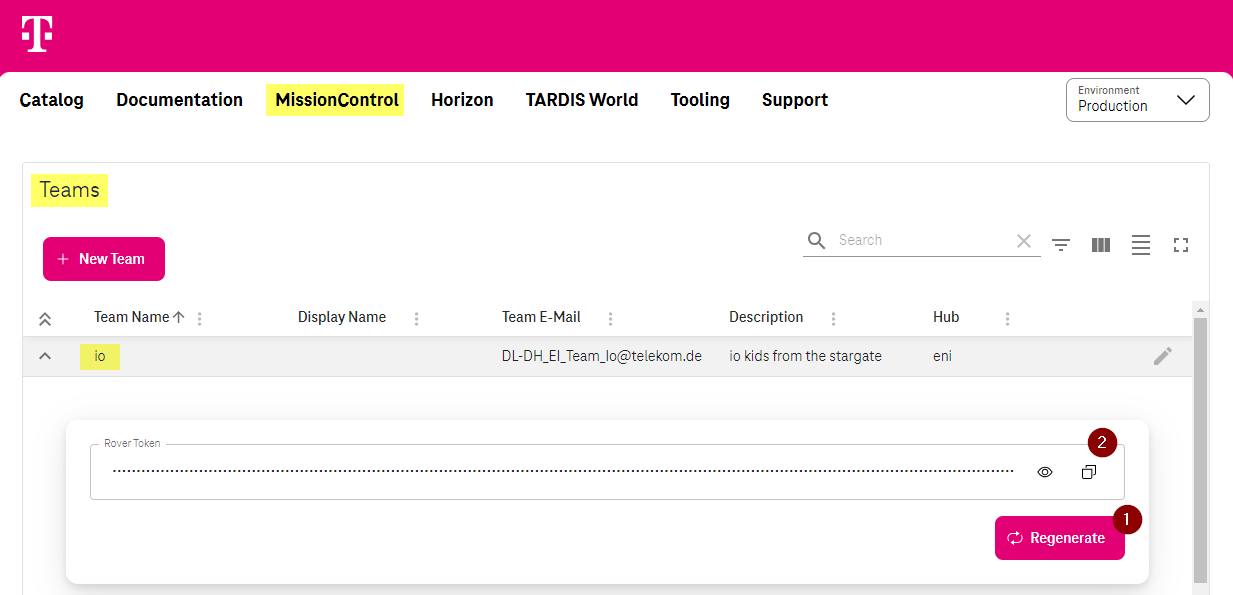 T
Catalog Documentation MissionControl Horizon TARDIS World Tooling Support
Environment
Production
Teams
+ New Team
Search
Team Name Display Name Team E-Mail Description Hub
io DL-DH_EI_Team_Io@telekom.de io kids from the stargate eni
Rover Token
2
1
Regenerate